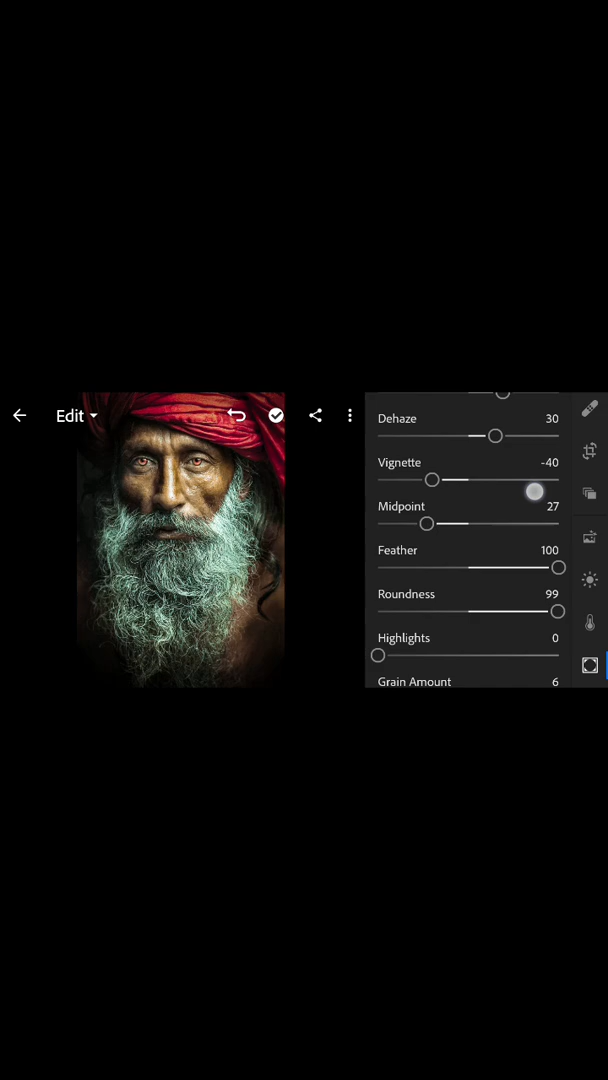 Edit
Dehaze 30
Vignette -40
Midpoint 27
Feather 100
Roundness 99
Highlights 0
Grain Amount 6